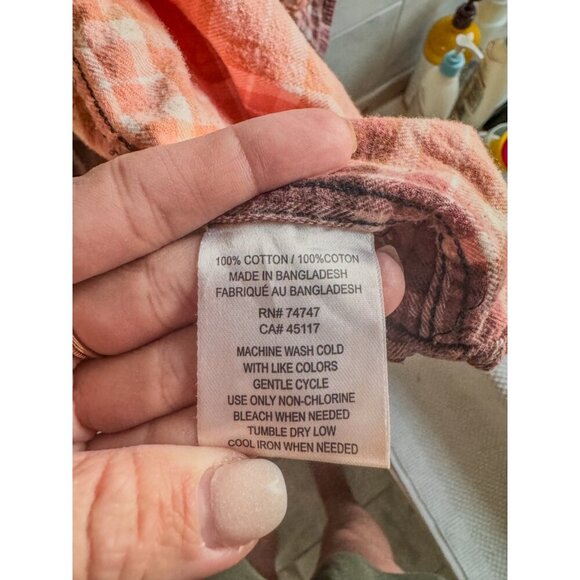 100% COTTON / 100%COTON
MADE IN BANGLADESH
FABRIQUÉ AU BANGLADESH
RN# 74747
CA# 45117
MACHINE WASH COLD
WITH LIKE COLORS
GENTLE CYCLE
USE ONLY NON-CHLORINE
BLEACH WHEN NEEDED
TUMBLE DRY LOW
COOL IRON WHEN NEEDED